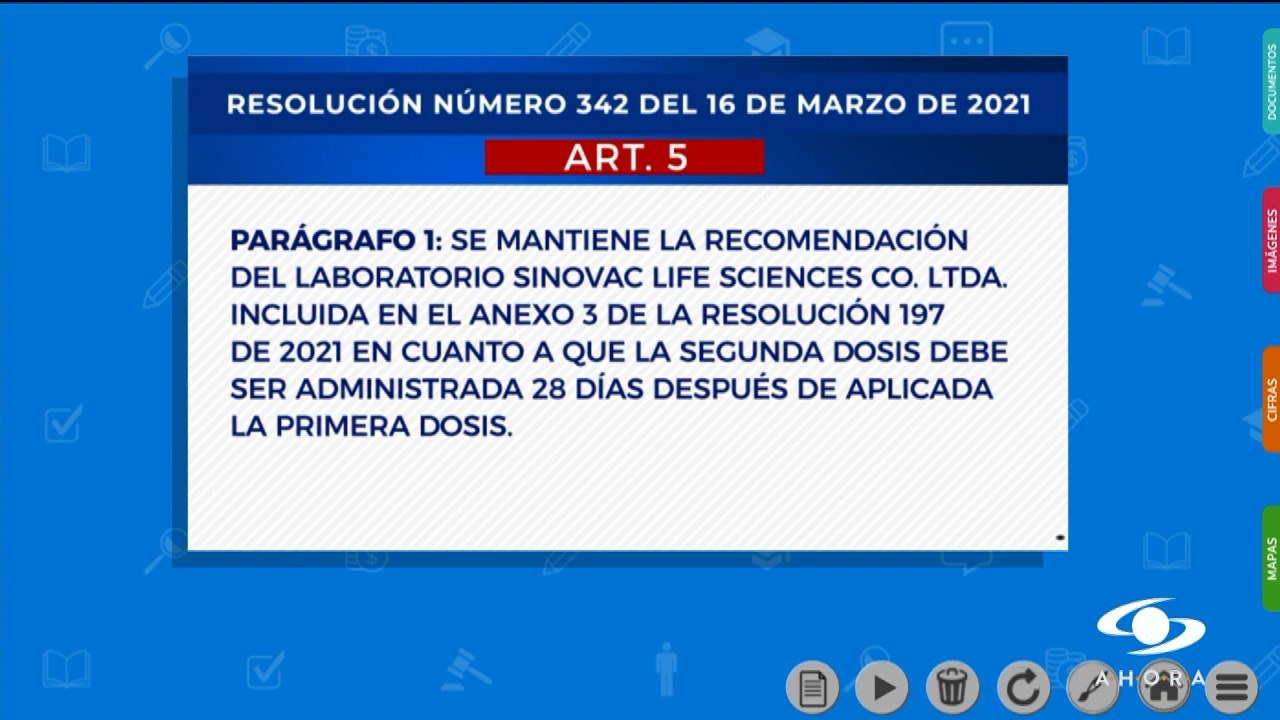 RESOLUCIÓN NÚMERO 342 DEL 16 DE MARZO DE 2021
ART. 5
PARÁGRAFO 1: SE MANTIENE LA RECOMENDACIÓN
DEL LABORATORIO SINOVAC LIFE SCIENCES CO. LTDA.
INCLUIDA EN EL ANEXO 3 DE LA RESOLUCIÓN 197
DE 2021 EN CUANTO A QUE LA SEGUNDA DOSIS DEBE
SER ADMINISTRADA 28 DÍAS DESPUÉS DE APLICADA
LA PRIMERA DOSIS.
DOCUMENTOS
IMÁGENES
CIFRAS
MAPAS
AHORA